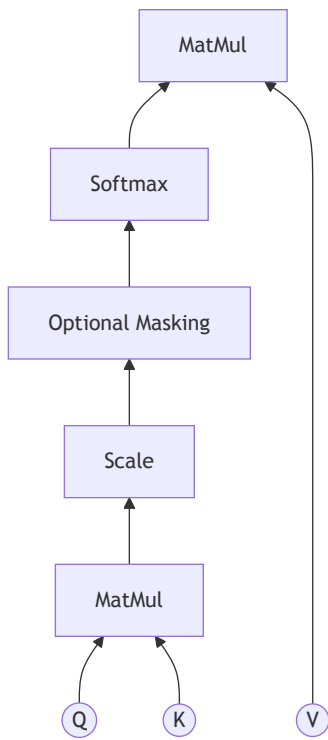 MatMul
Softmax
Optional Masking
Scale
MatMul
Q
K
V